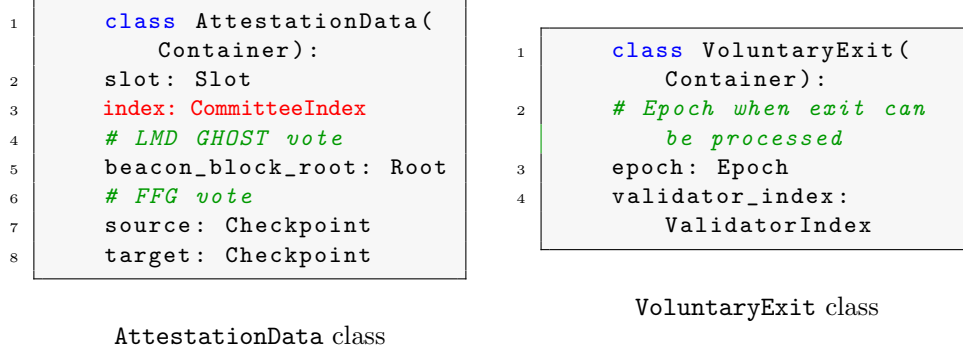 1 class AttestationData(
Container):
2 slot: Slot
3 index: CommitteeIndex
4 # LMD GHOST vote
5 beacon_block_root: Root
6 # FFG vote
7 source: Checkpoint
8 target: Checkpoint
AttestationData class
1 class VoluntaryExit(
Container):
2 # Epoch when exit can
be processed
3 epoch: Epoch
4 validator_index:
ValidatorIndex
VoluntaryExit class